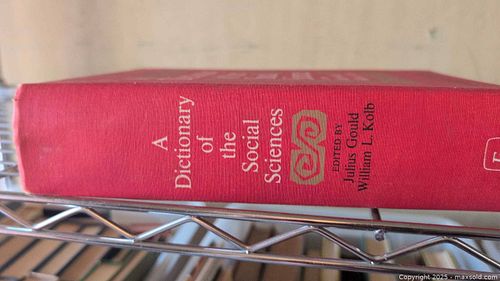 A
Dictionary
of
the
Social
Sciences
EDITED BY
Julius Gould
William L. Kolb
Copyright © 2025 - maxsold.com